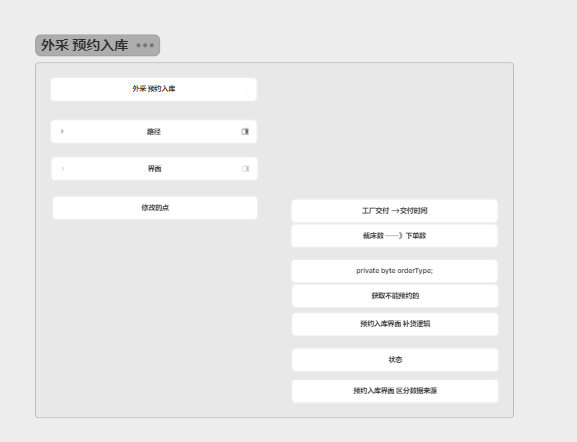 外采 预约入库
外采 预约入库
路径
界面
修改的点
工厂交付 →交付时间
裁床数 ——》下单数
private byte orderType;
获取不能预约的
预约入库界面 补货逻辑
状态
预约入库界面 区分数据来源